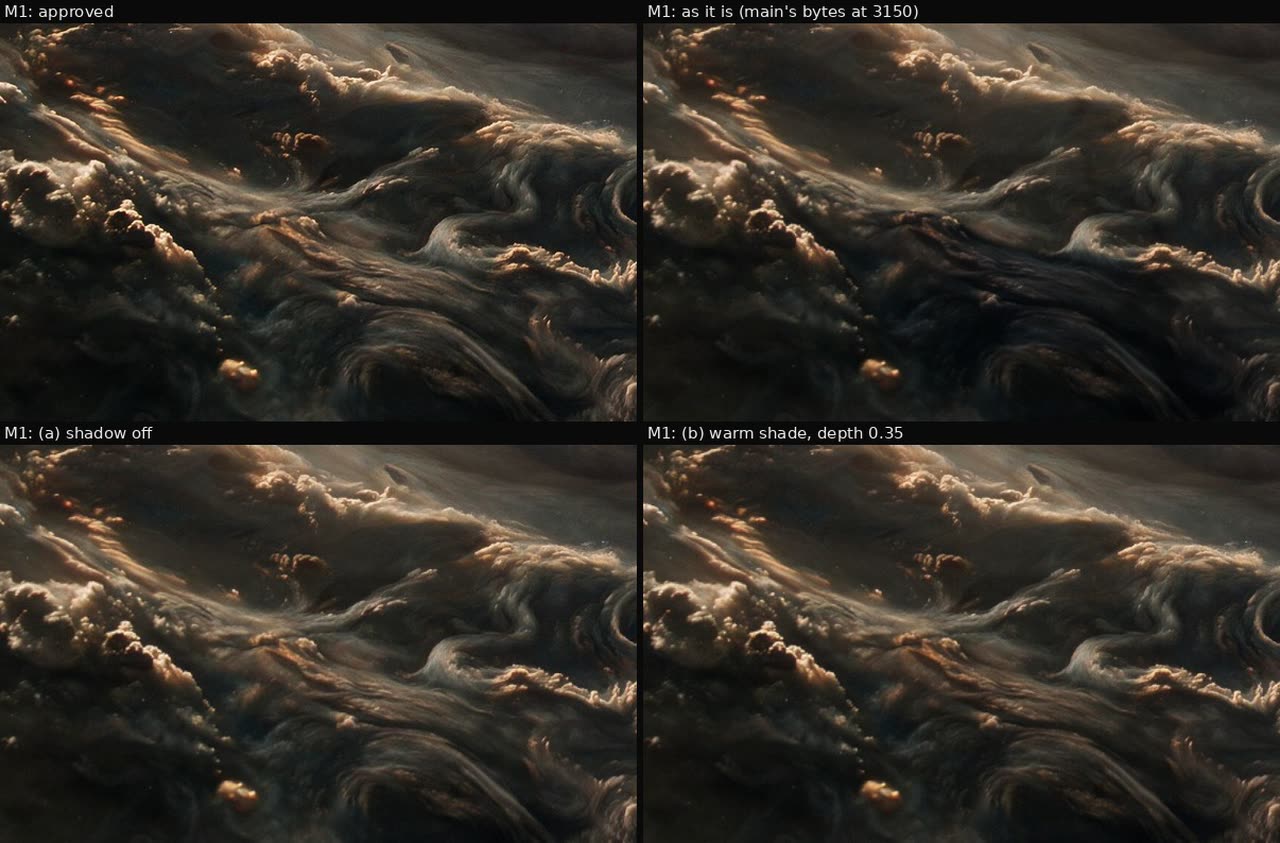 M1: approved
M1: as it is (main's bytes at 3150)
M1: (a) shadow off
M1: (b) warm shade, depth 0.35